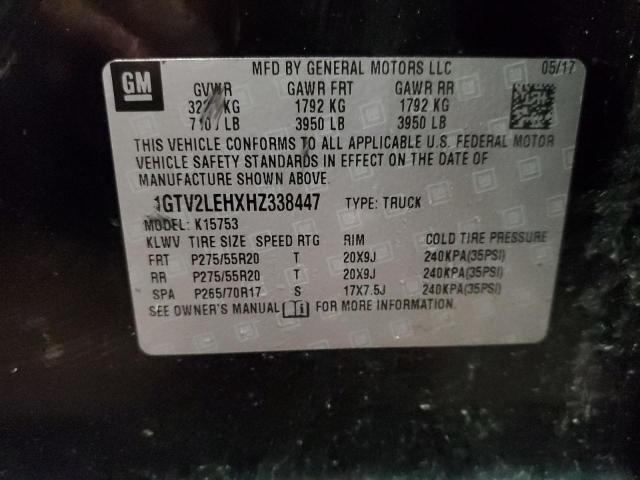 GM
MFD BY GENERAL MOTORS LLC 05/17
GVWR GAWR FRT GAWR RR
KG 1792 KG 1792 KG
LB 3950 LB 3950 LB
THIS VEHICLE CONFORMS TO ALL APPLICABLE U.S. FEDERAL MOTOR
VEHICLE SAFETY STANDARDS IN EFFECT ON THE DATE OF
MANUFACTURE SHOWN ABOVE.
1GTV2LEHXHZ338447 TYPE: TRUCK
MODEL: K15753
KLWV TIRE SIZE SPEED RTG RIM COLD TIRE PRESSURE
FRT P275/55R20 T 20X9J 240KPA(35PSI)
RR P275/55R20 T 20X9J 240KPA(35PSI)
SPA P265/70R17 S 17X7.5J 240KPA(35PSI)
SEE OWNER'S MANUAL FOR MORE INFORMATION.